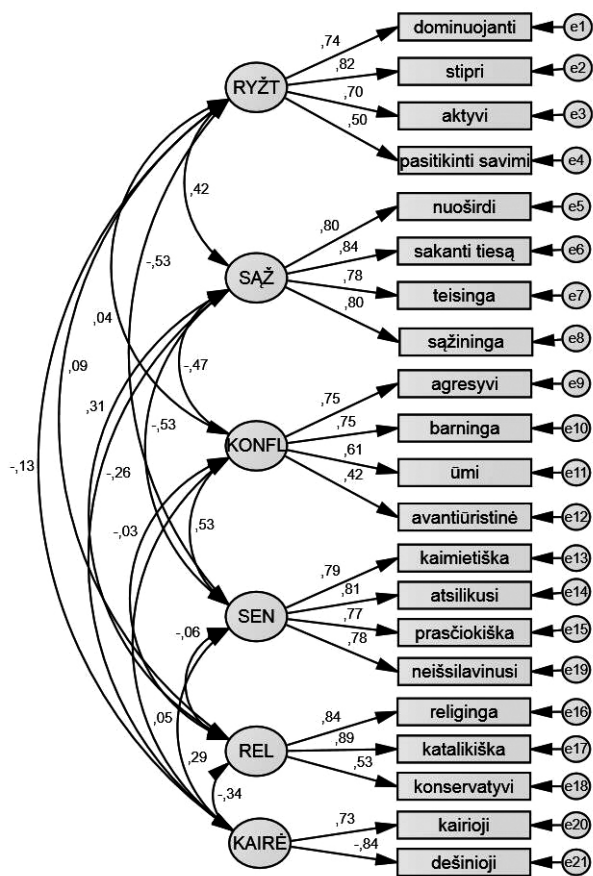 dominuojanti
e1
,74
stipri
e2
,82
RYŽT
aktyvi
e3
,70
,50
pasitikinti savimi
e4
,42
nuoširdi
e5
,80
sakanti tiesą
e6
,84
-,53
SĄŽ
teisinga
e7
,78
,80
sąžininga
e8
,04
-,47
,09
agresyvi
e9
,75
,31
barninga
e10
,75
-,53
KONFL
,61
ūmi
e11
-,13
-,26
,42
avantiūristinė
e12
-,03
,53
kaimietiška
e13
,79
atsilikusi
e14
,81
SEN
,77
prasčiokiška
e15
-,06
,78
neišsilavinusi
e19
religinga
e16
,84
,05
REL
,89
katalikiška
e17
,29
,53
konservatyvi
e18
-,34
,73
kairioji
e20
KAIRĖ
-,84
dešinioji
e21